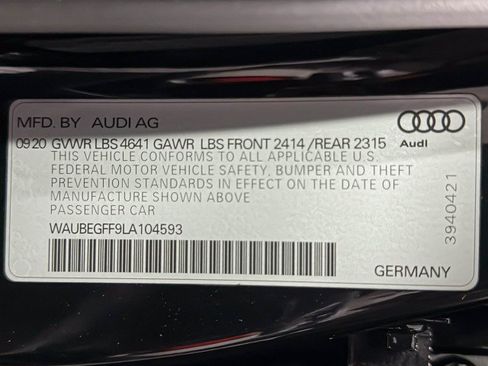 MFD. BY AUDI AG
0920 GVWR LBS 4641 GAWR LBS FRONT 2414 /REAR 2315
Audi
THIS VEHICLE CONFORMS TO ALL APPLICABLE U.S.
FEDERAL MOTOR VEHICLE SAFETY, BUMPER AND THEFT
PREVENTION STANDARDS IN EFFECT ON THE DATE
OF MANUFACTURE SHOWN ABOVE
PASSENGER CAR
WAUBEGFF9LA104593
3940421
GERMANY